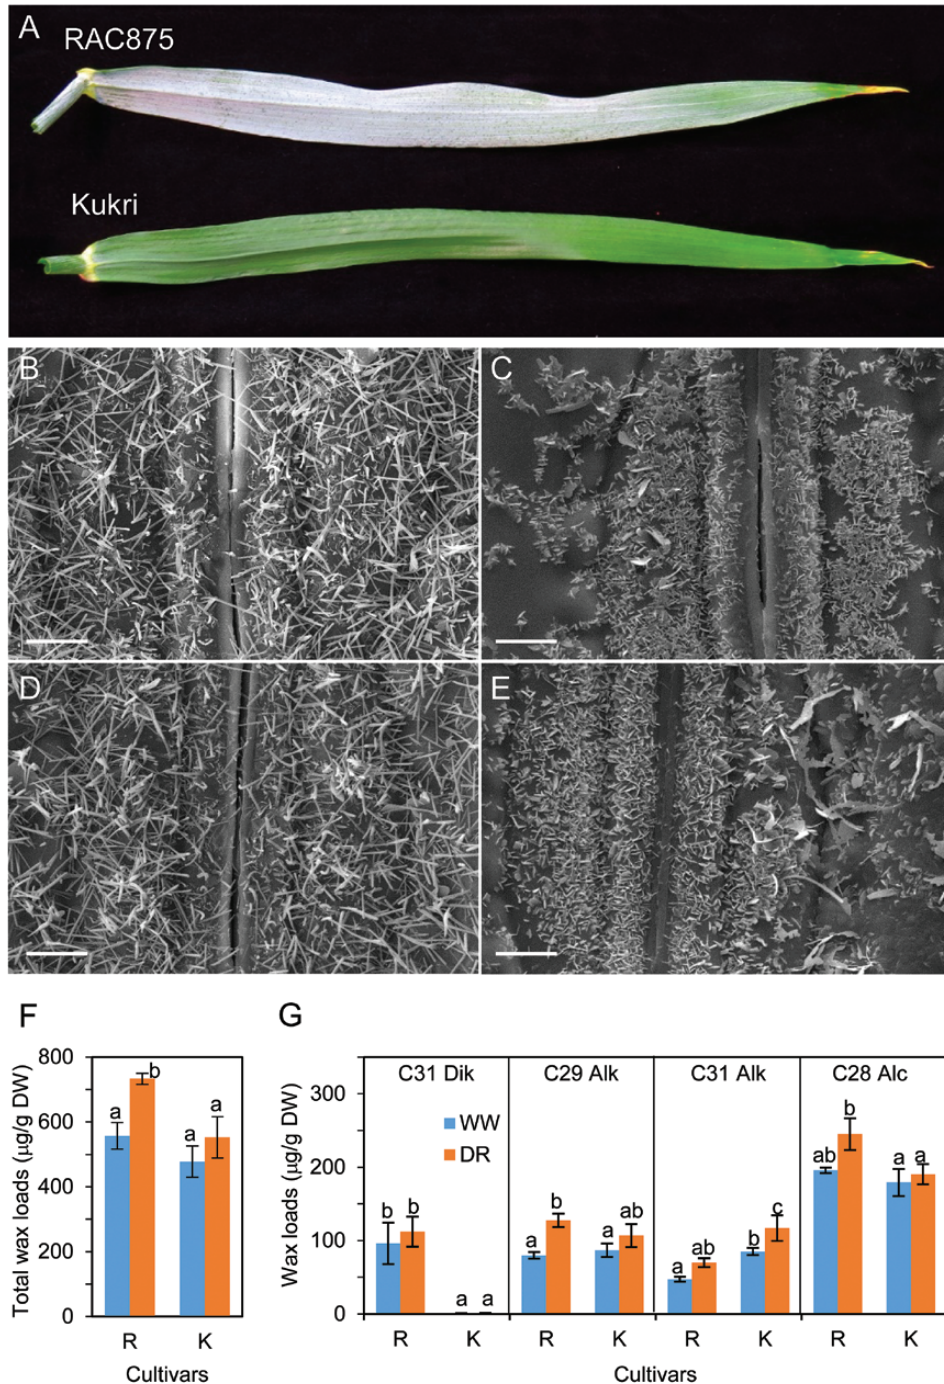 A
RAC875
Kukri
B
C
D
E
F
G
Total wax loads (µg/g DW)
800
600
400
200
0
a
b
a
a
R
K
Cultivars
Wax loads (µg/g DW)
300
200
100
0
C31 Dik
C29 Alk
C31 Alk
C28 Alc
WW
DR
b
b
a
a
a
b
a
ab
a
ab
b
c
ab
b
a
a
R
K
R
K
R
K
R
K
Cultivars